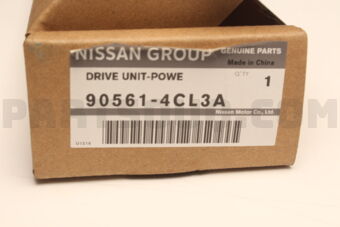 NISSAN GROUP
GENUINE PARTS
Made in China
DRIVE UNIT-POWE
Q'TY
1
90561-4CL3A
Nissan Motor Co., Ltd.